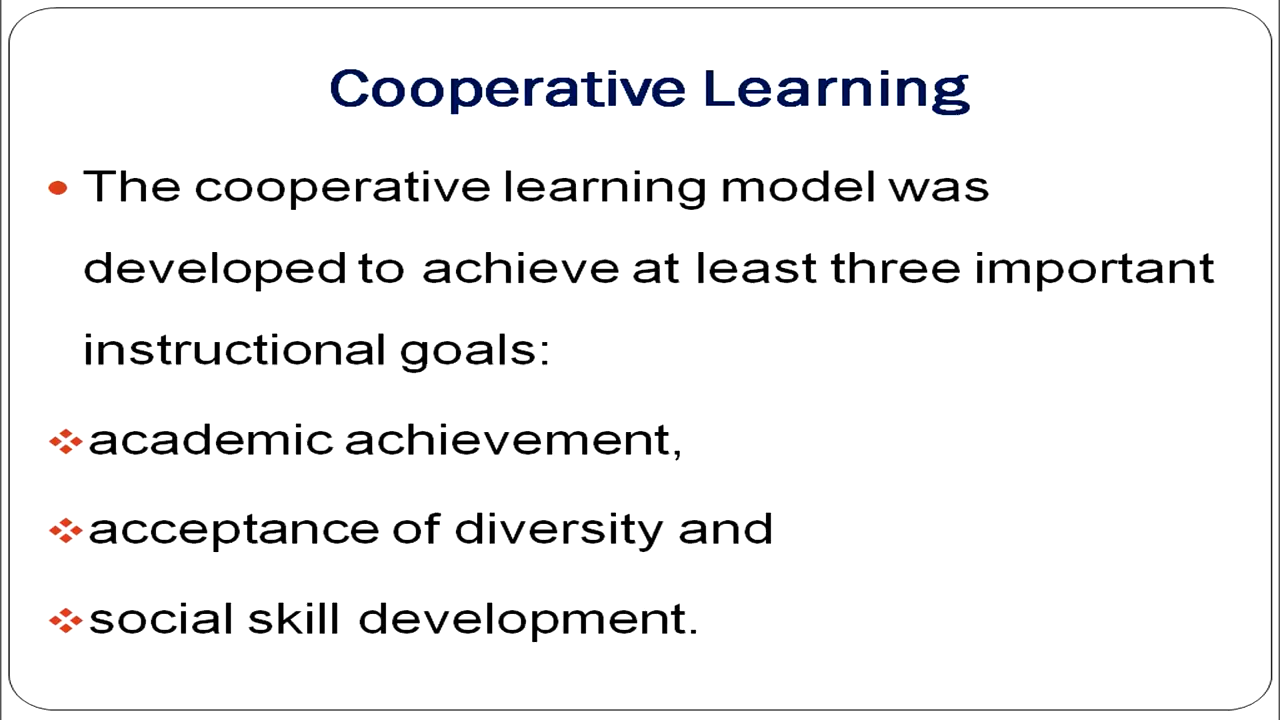 Cooperative Learning
• The cooperative learning model was
developed to achieve at least three important
instructional goals:
❖academic achievement,
❖acceptance of diversity and
❖social skill development.